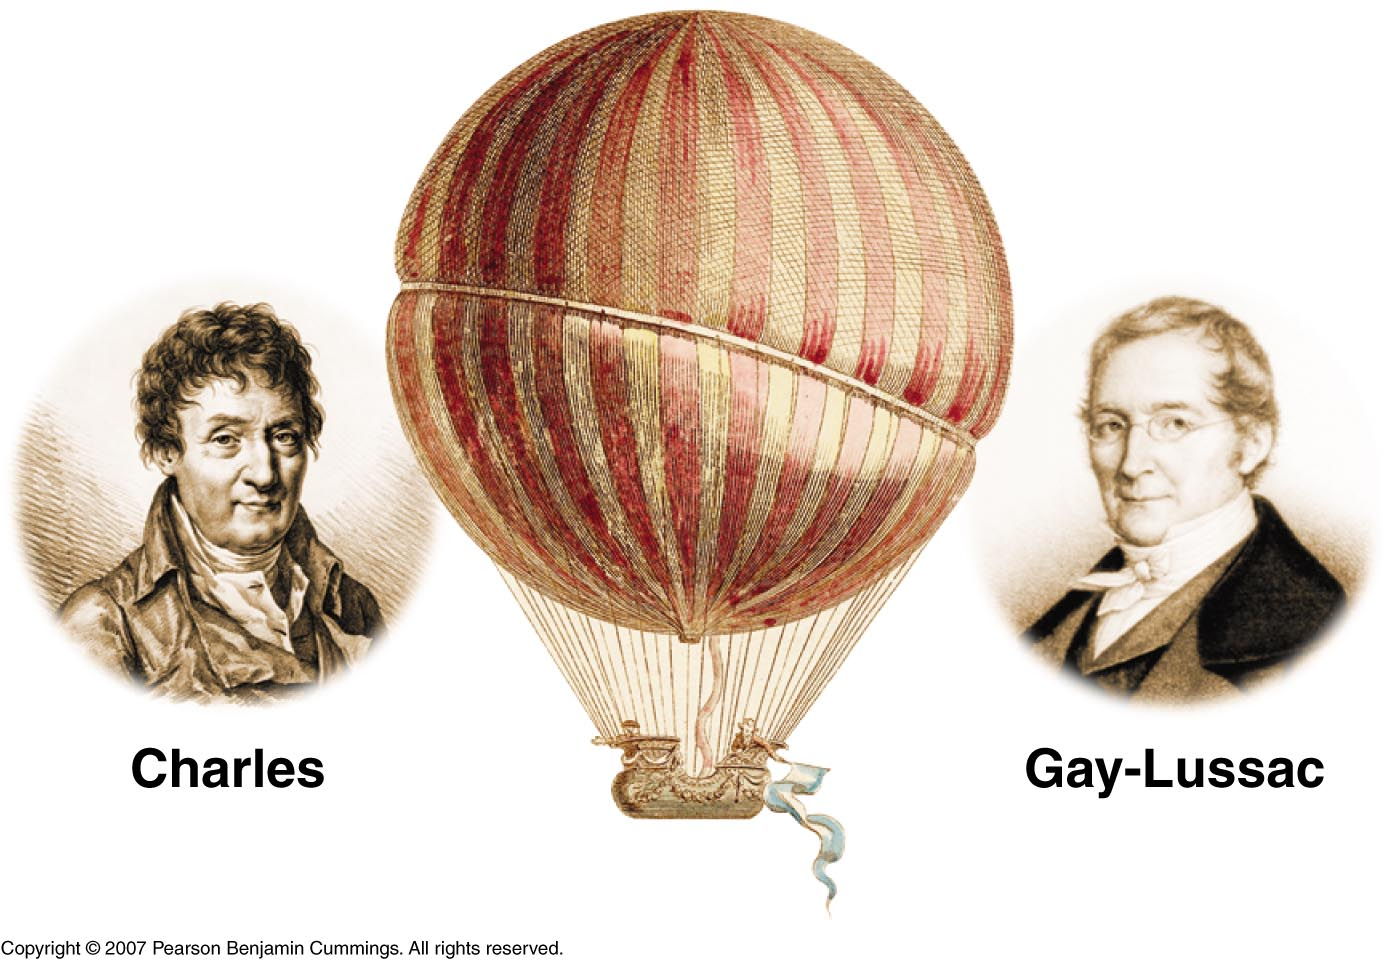 Charles
Gay-Lussac
Copyright © 2007 Pearson Benjamin Cummings. All rights reserved.